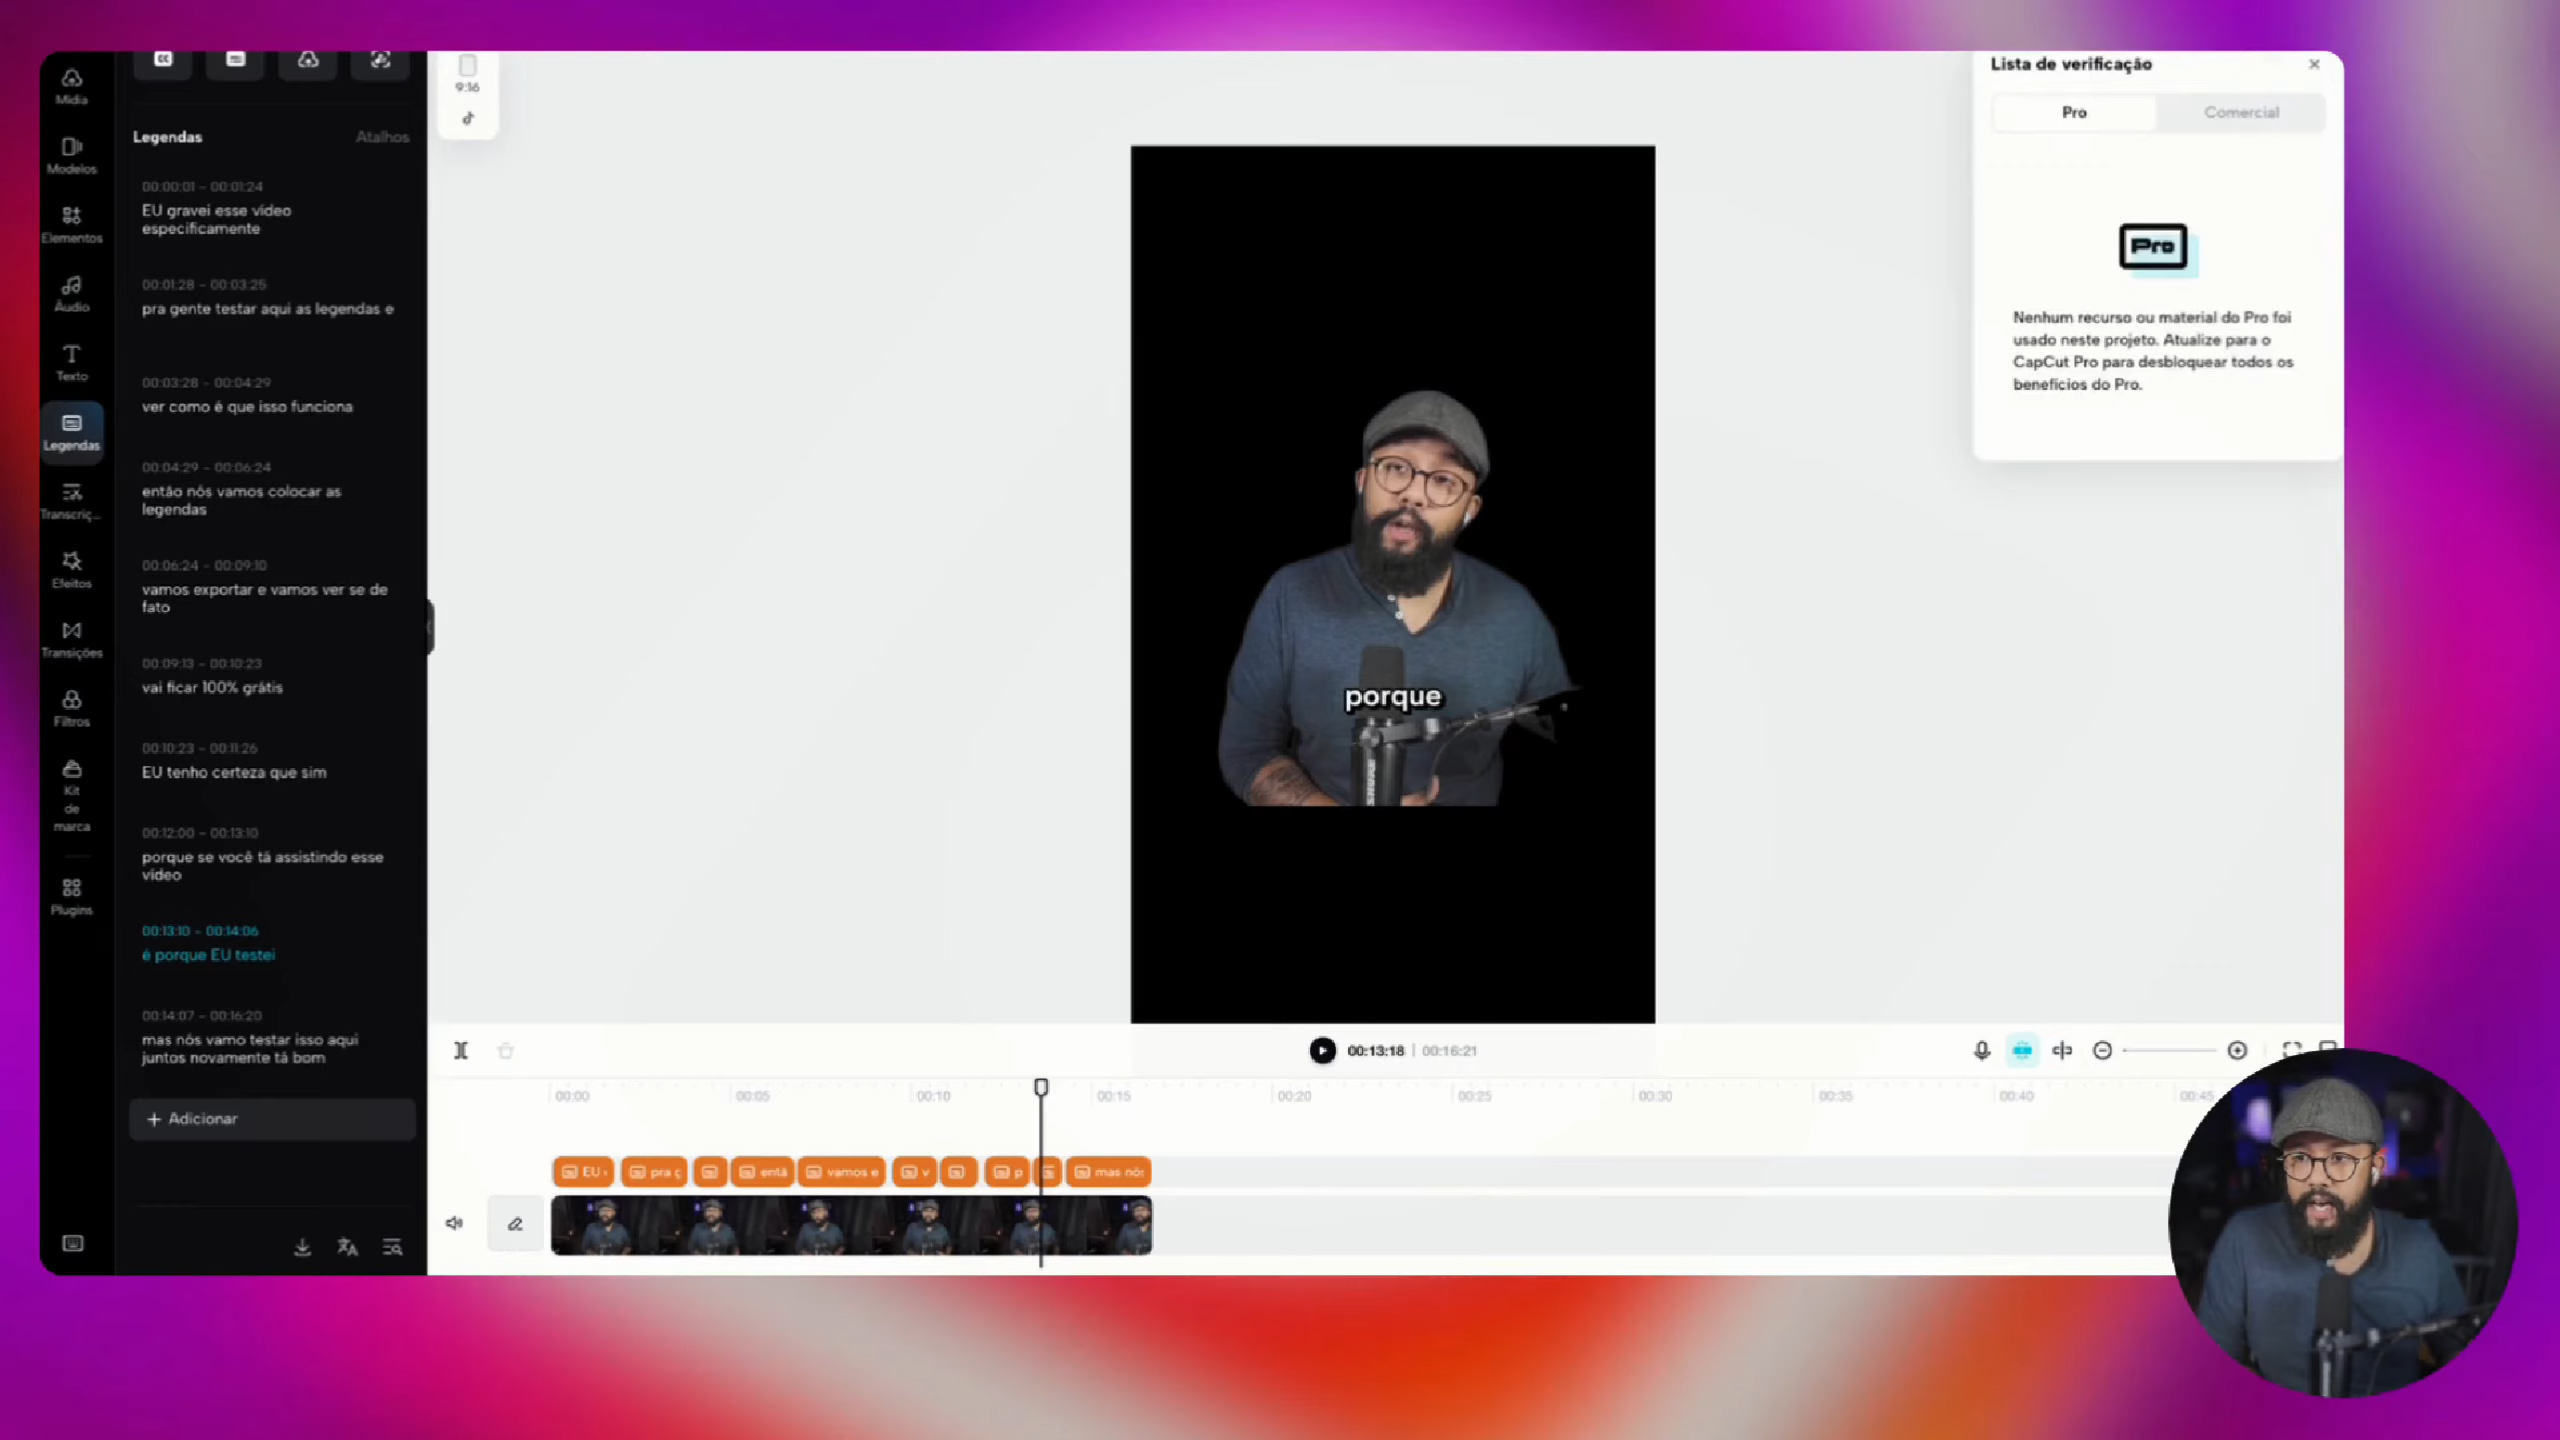 Mídia
Modelos
Elementos
Áudio
Texto
Legendas
Transcriç...
Efeitos
Transições
Filtros
Kit
de
marca
Plugins
Legendas
Atalhos
00:00:01 – 00:01:24
EU gravei esse vídeo
especificamente
00:01:28 – 00:03:25
pra gente testar aqui as legendas e
00:03:28 – 00:04:29
ver como é que isso funciona
00:04:29 – 00:06:24
então nós vamos colocar as
legendas
00:06:24 – 00:09:10
vamos exportar e vamos ver se de
fato
00:09:13 – 00:10:23
vai ficar 100% grátis
00:10:23 – 00:11:26
EU tenho certeza que sim
00:12:00 – 00:13:10
porque se você tá assistindo esse
vídeo
00:13:10 – 00:14:06
é porque EU testei
00:14:07 – 00:16:20
mas nós vamo testar isso aqui
juntos novamente tá bom
+ Adicionar
9:16
porque
SHURE
Lista de verificação
Pro
Comercial
Pro
Nenhum recurso ou material do Pro foi
usado neste projeto. Atualize para o
CapCut Pro para desbloquear todos os
benefícios do Pro.
00:13:18 | 00:16:21
00:00
00:05
00:10
00:15
00:20
00:25
00:30
00:35
00:40
00:45
EU
pra g
entã
vamos e
v
p
mas nós